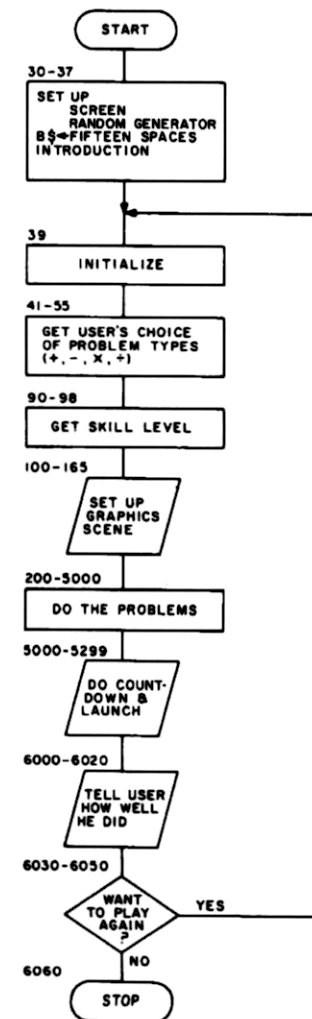 START
30-37
SET UP
SCREEN
RANDOM GENERATOR
B$←FIFTEEN SPACES
INTRODUCTION
39
INITIALIZE
41-55
GET USER'S CHOICE
OF PROBLEM TYPES
(+, -, X, ÷)
90-98
GET SKILL LEVEL
100-165
SET UP
GRAPHICS
SCENE
200-5000
DO THE PROBLEMS
5000-5299
DO COUNT-
DOWN &
LAUNCH
6000-6020
TELL USER
HOW WELL
HE DID
6030-6050
WANT
TO PLAY
AGAIN
?
YES
NO
6060
STOP